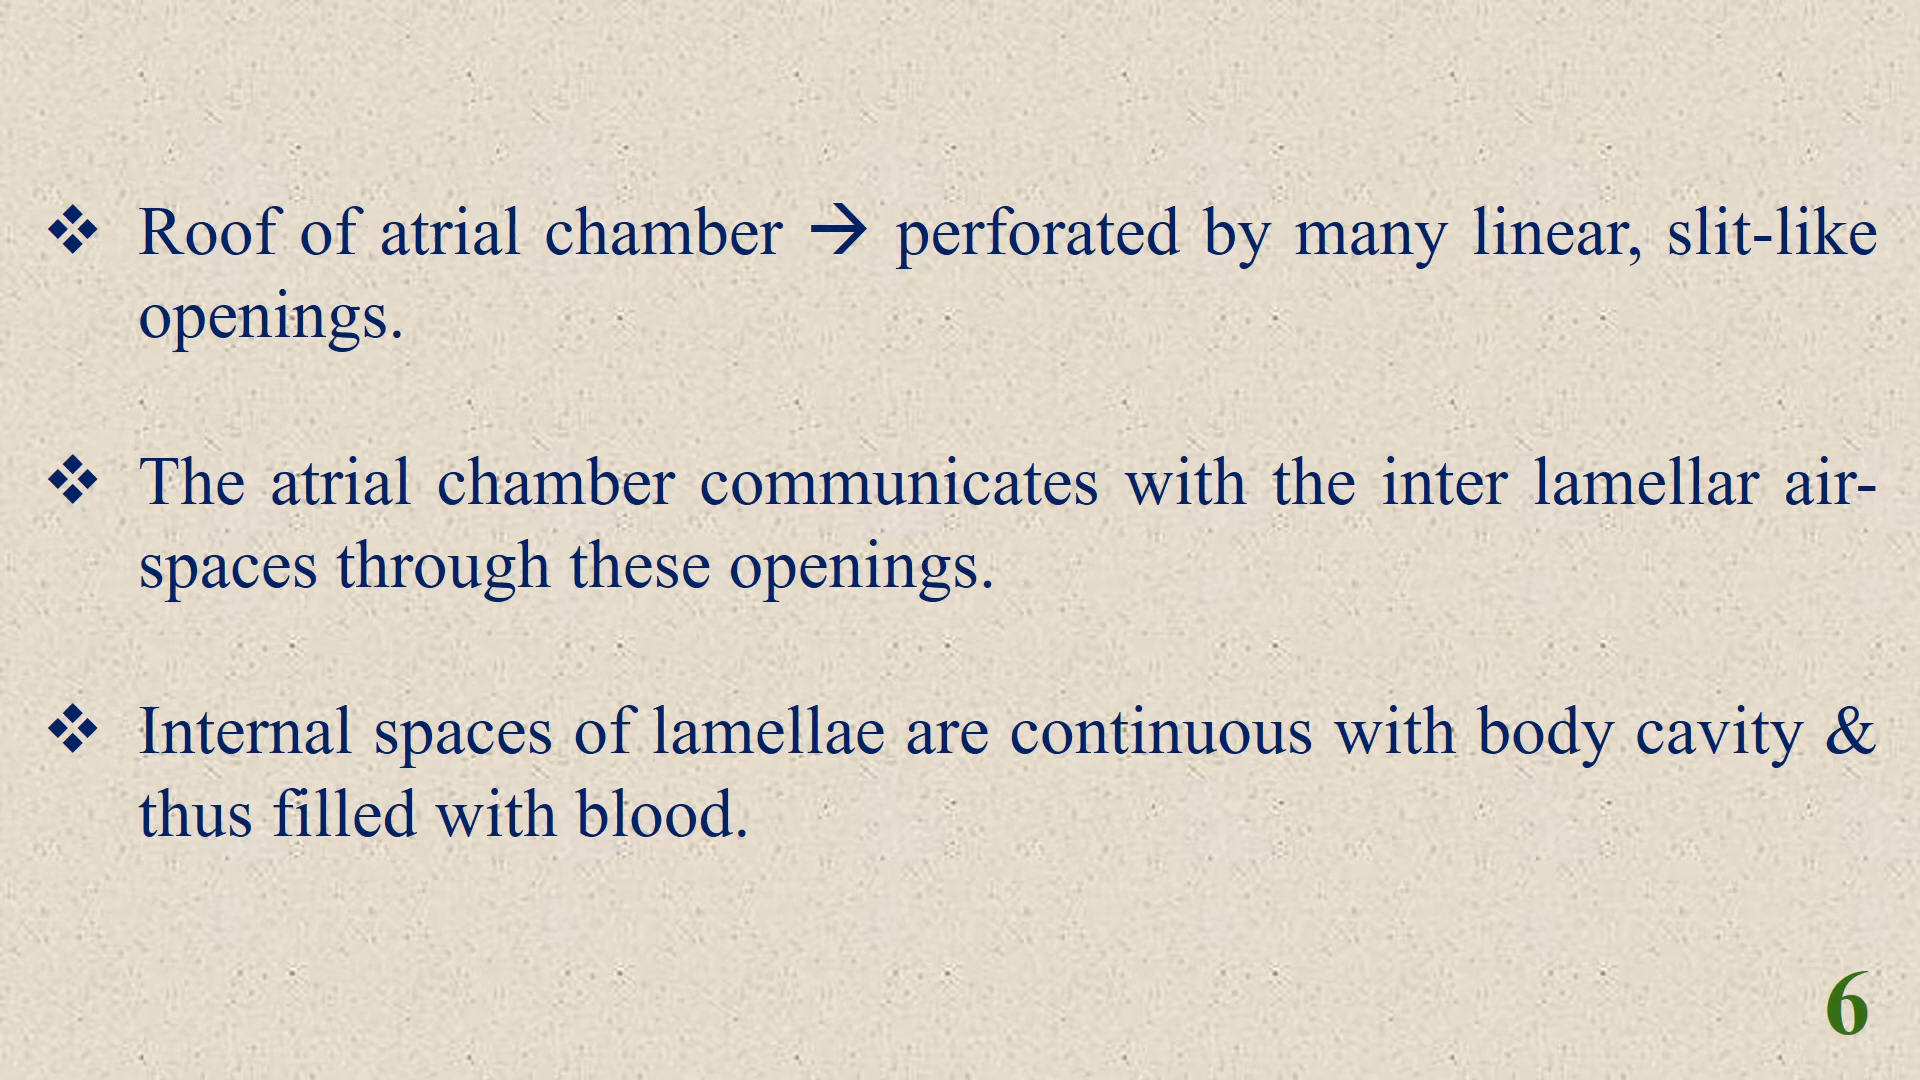 ❖ Roof of atrial chamber → perforated by many linear, slit-like
openings.
❖ The atrial chamber communicates with the inter lamellar air-
spaces through these openings.
❖ Internal spaces of lamellae are continuous with body cavity &
thus filled with blood.
6